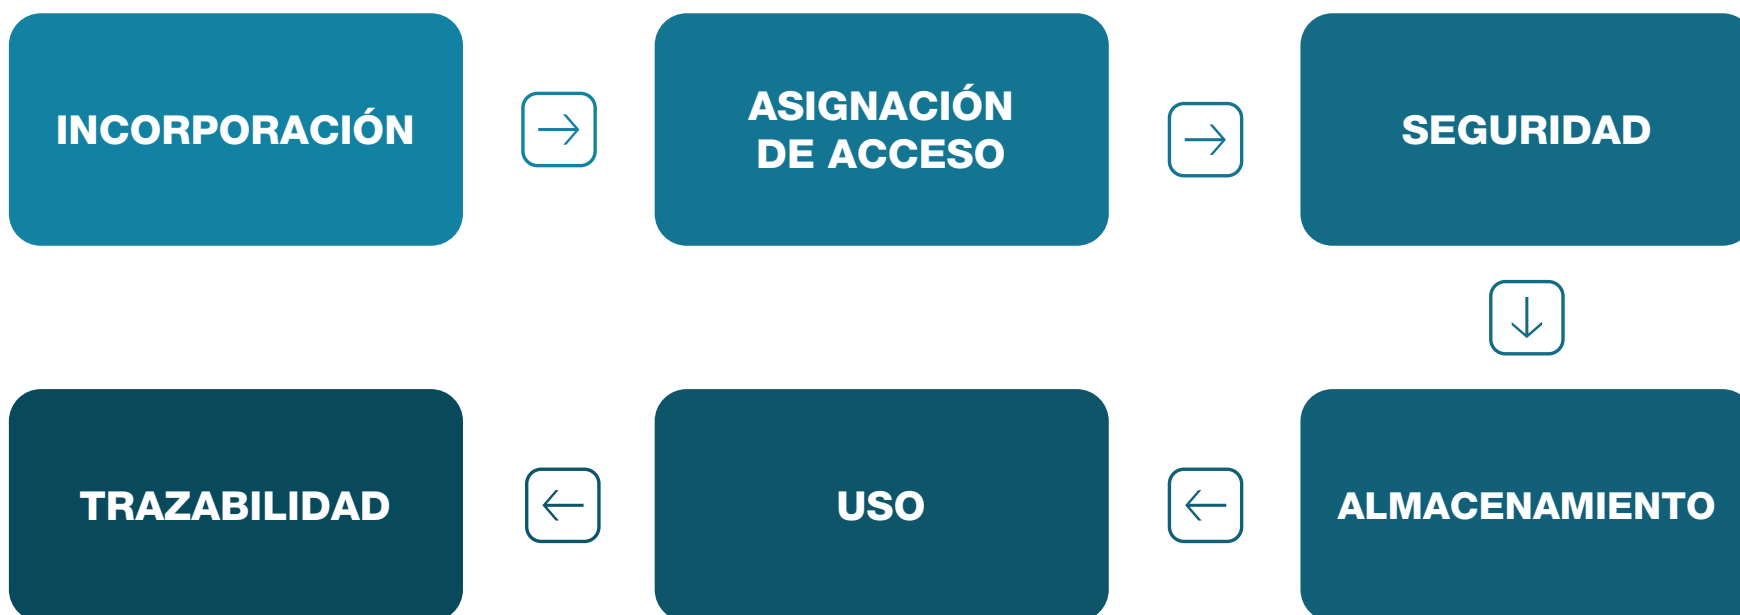 INCORPORACIÓN
ASIGNACIÓN
DE ACCESO
SEGURIDAD
TRAZABILIDAD
USO
ALMACENAMIENTO